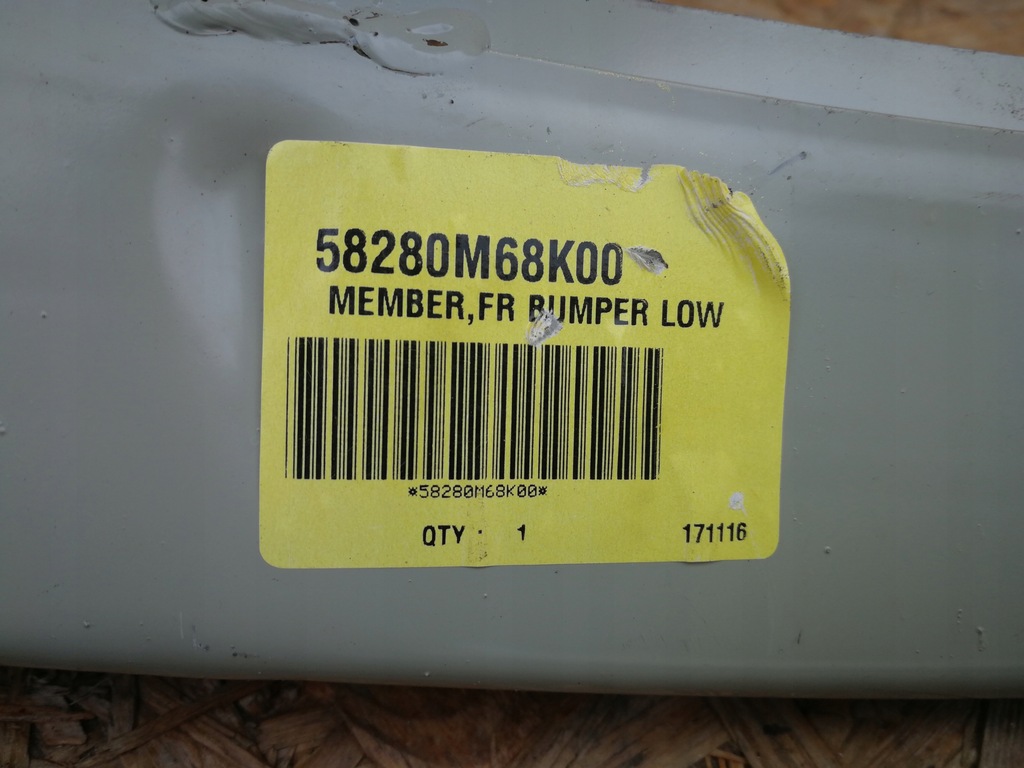 58280M68K00
MEMBER,FR BUMPER LOW
*58280M68K00*
QTY : 1
171116